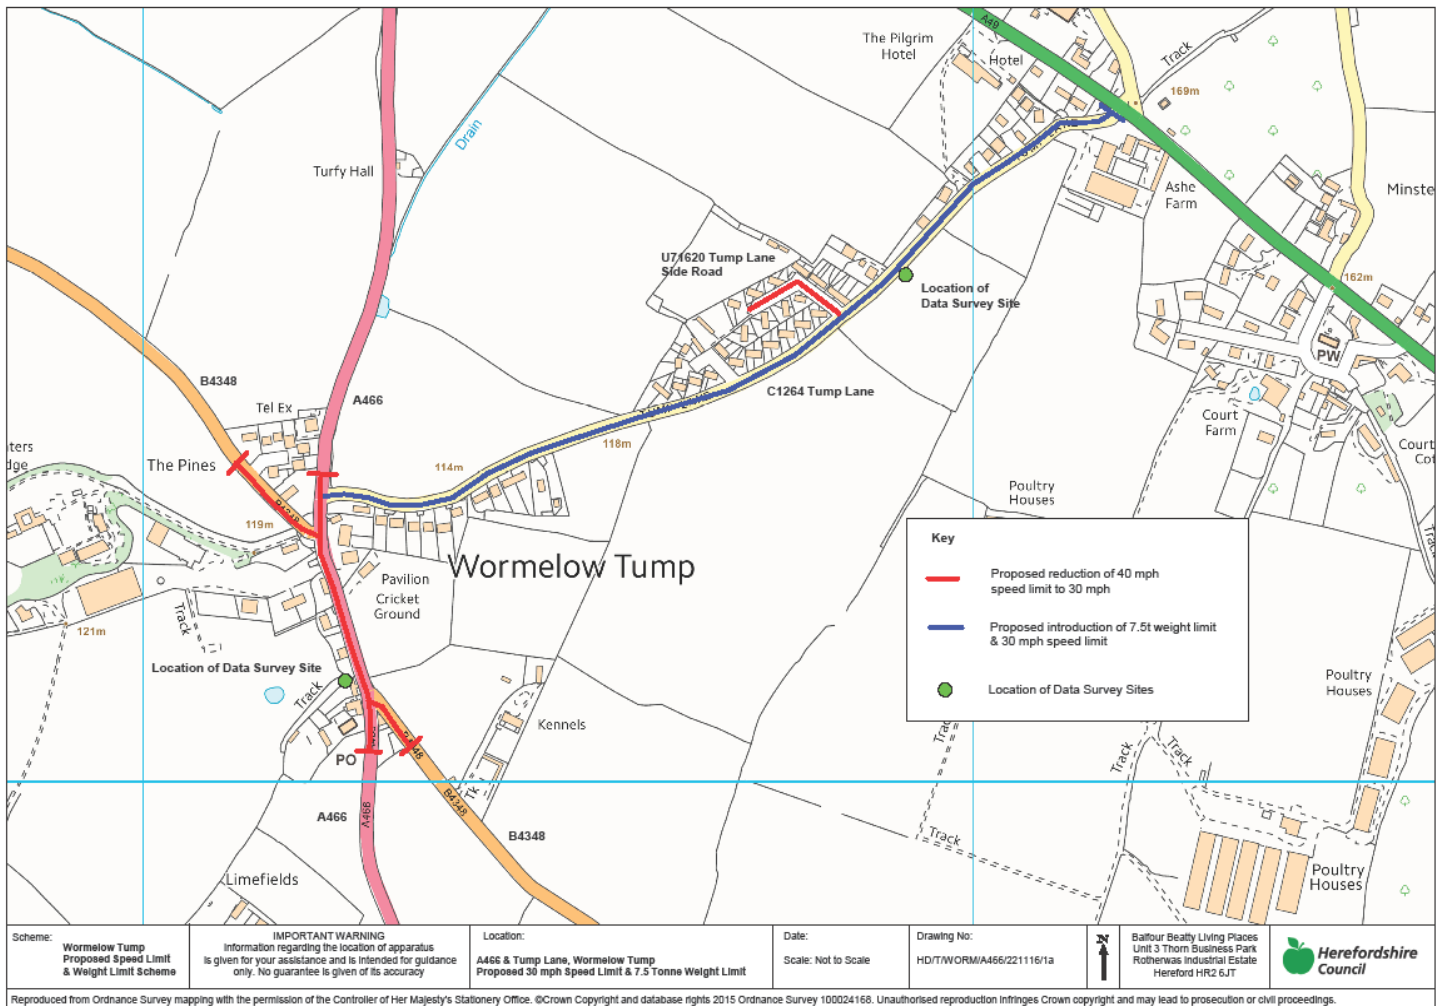 A49
The Pilgrim
Hotel
Hotel
Track
169m
Drain
Turfy Hall
Ashe
Farm
Minste
U71620 Tump Lane
Side Road
Location of
Data Survey Site
162m
PW
B4348
A466
Tel Ex
C1264 Tump Lane
Court
Farm
118m
114m
The Pines
ters
dge
Court
Cot
B4348
119m
Poultry
Houses
Track
Wormelow Tump
Pavilion
Cricket
Ground
Track
121m
Location of Data Survey Site
Track
Key
Proposed reduction of 40 mph
speed limit to 30 mph
Proposed introduction of 7.5t weight limit
& 30 mph speed limit
Location of Data Survey Sites
Poultry
Houses
Kennels
PO
B4348
Tk
Track
Track
Track
A466
A466
B4348
B4348
Track
Limefields
Poultry
Houses
Scheme:
Wormelow Tump
Proposed Speed Limit
& Weight Limit Scheme
IMPORTANT WARNING
Information regarding the location of apparatus
is given for your assistance and is intended for guidance
only. No guarantee is given of its accuracy
Location:
A466 & Tump Lane, Wormelow Tump
Proposed 30 mph Speed Limit & 7.5 Tonne Weight Limit
Date:
Scale: Not to Scale
Drawing No:
HD/T/WORM/A466/221116/1a
N
Balfour Beatty Living Places
Unit 3 Thorn Business Park
Rotherwas Industrial Estate
Hereford HR2 6JT
Herefordshire
Council
Reproduced from Ordnance Survey mapping with the permission of the Controller of Her Majesty's Stationery Office. ©Crown Copyright and database rights 2015 Ordnance Survey 100024168. Unauthorised reproduction infringes Crown copyright and may lead to prosecution or civil proceedings.